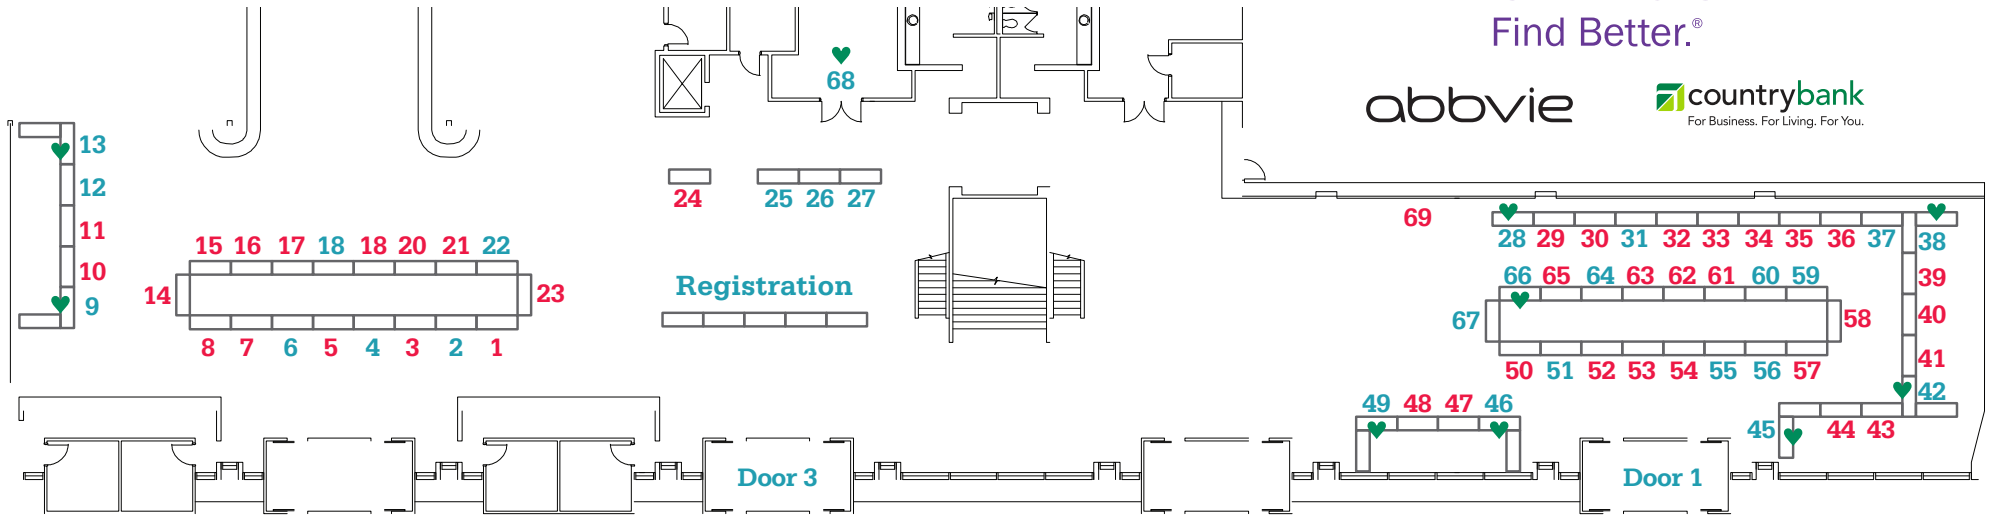 Find Better.®
abbvie
countrybank
For Business. For Living. For You.
68
13
12
11
10
9
24
25 26 27
69
28 29 30 31 32 33 34 35 36 37 38
15 16 17 18 18 20 21 22
14
23
8 7 6 5 4 3 2 1
Registration
66 65 64 63 62 61 60 59
67
58
50 51 52 53 54 55 56 57
39
40
41
42
49 48 47 46
45 44 43
Door 3
Door 1